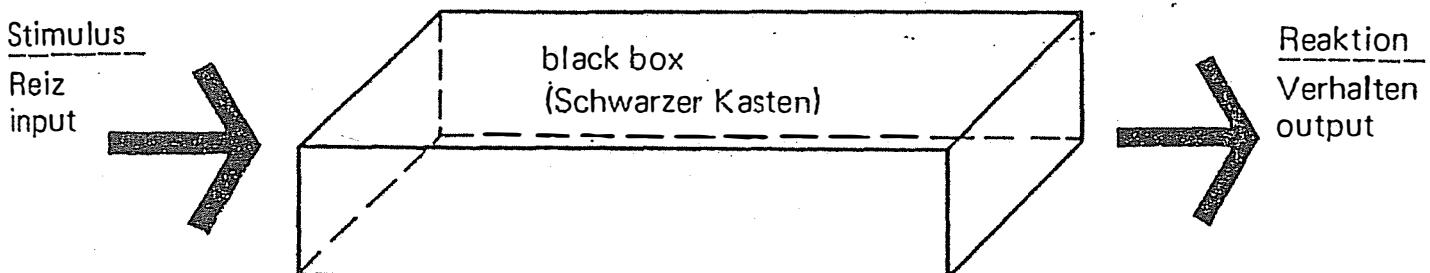 Stimulus
Reiz
input
black box
(Schwarzer Kasten)
Reaktion
Verhalten
output